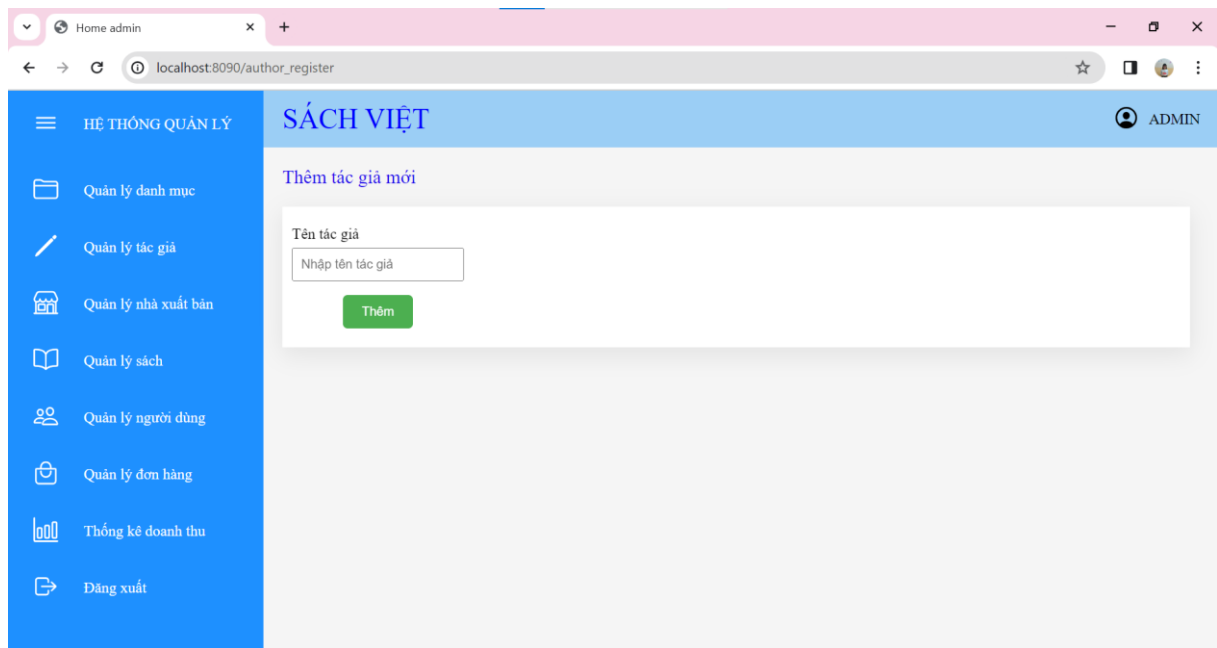 Home admin
localhost:8090/author_register
HỆ THỐNG QUẢN LÝ
SÁCH VIỆT
ADMIN
Quản lý danh mục
Quản lý tác giả
Quản lý nhà xuất bản
Quản lý sách
Quản lý người dùng
Quản lý đơn hàng
Thống kê doanh thu
Đăng xuất
Thêm tác giả mới
Tên tác giả
Nhập tên tác giả
Thêm